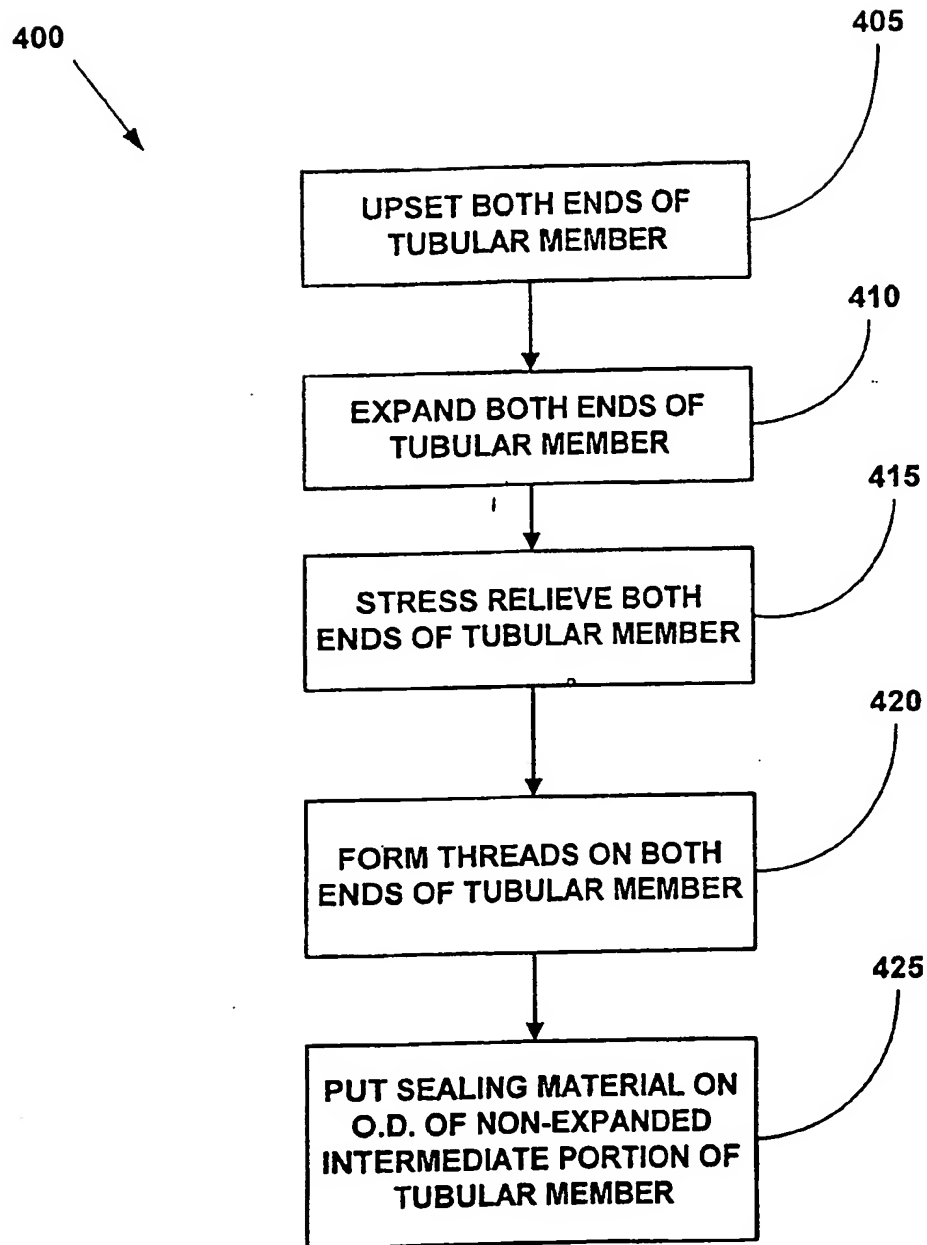 400
405
UPSET BOTH ENDS OF
TUBULAR MEMBER
410
EXPAND BOTH ENDS OF
TUBULAR MEMBER
415
STRESS RELIEVE BOTH
ENDS OF TUBULAR MEMBER
420
FORM THREADS ON BOTH
ENDS OF TUBULAR MEMBER
425
PUT SEALING MATERIAL ON
O.D. OF NON-EXPANDED
INTERMEDIATE PORTION OF
TUBULAR MEMBER